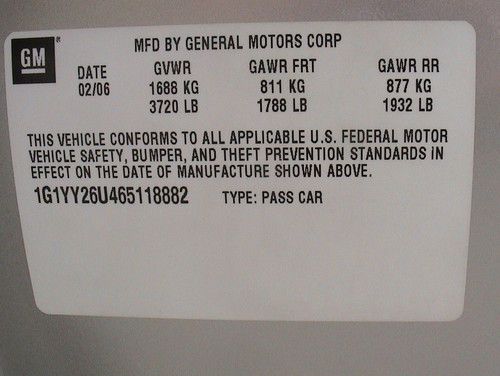 GM®
MFD BY GENERAL MOTORS CORP
DATE GVWR GAWR FRT GAWR RR
02/06 1688 KG 811 KG 877 KG
3720 LB 1788 LB 1932 LB
THIS VEHICLE CONFORMS TO ALL APPLICABLE U.S. FEDERAL MOTOR
VEHICLE SAFETY, BUMPER, AND THEFT PREVENTION STANDARDS IN
EFFECT ON THE DATE OF MANUFACTURE SHOWN ABOVE.
1G1YY26U465118882 TYPE: PASS CAR